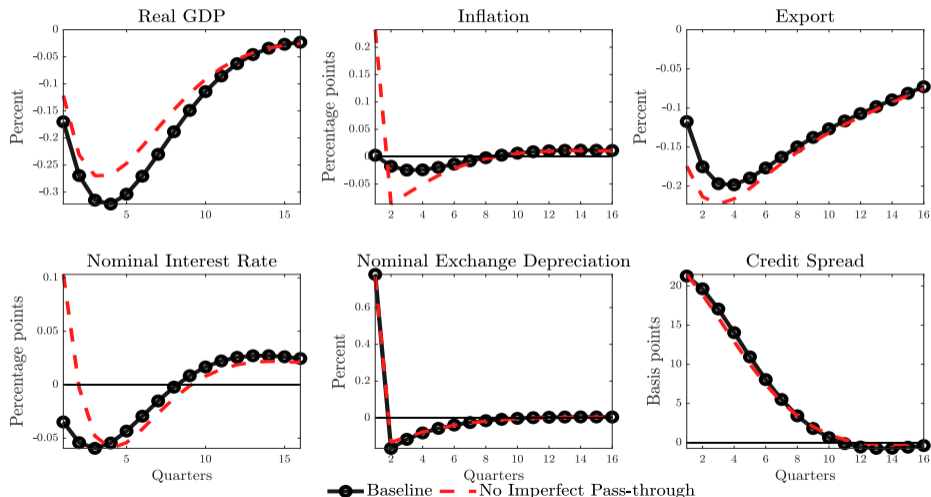 Real GDP
Percent
0
-0.05
-0.1
-0.15
-0.2
-0.25
-0.3
5 10 15
Inflation
Percentage points
0.2
0.15
0.1
0.05
0
-0.05
2 4 6 8 10 12 14 16
Export
Percent
0
-0.05
-0.1
-0.15
-0.2
2 4 6 8 10 12 14 16
Nominal Interest Rate
Percentage points
0.1
0.05
0
-0.05
5 10 15
Quarters
Nominal Exchange Depreciation
Percent
0.6
0.4
0.2
0
2 4 6 8 10 12 14 16
Quarters
Credit Spread
Basis points
20
15
10
5
0
2 4 6 8 10 12 14 16
Quarters
Baseline No Imperfect Pass-through